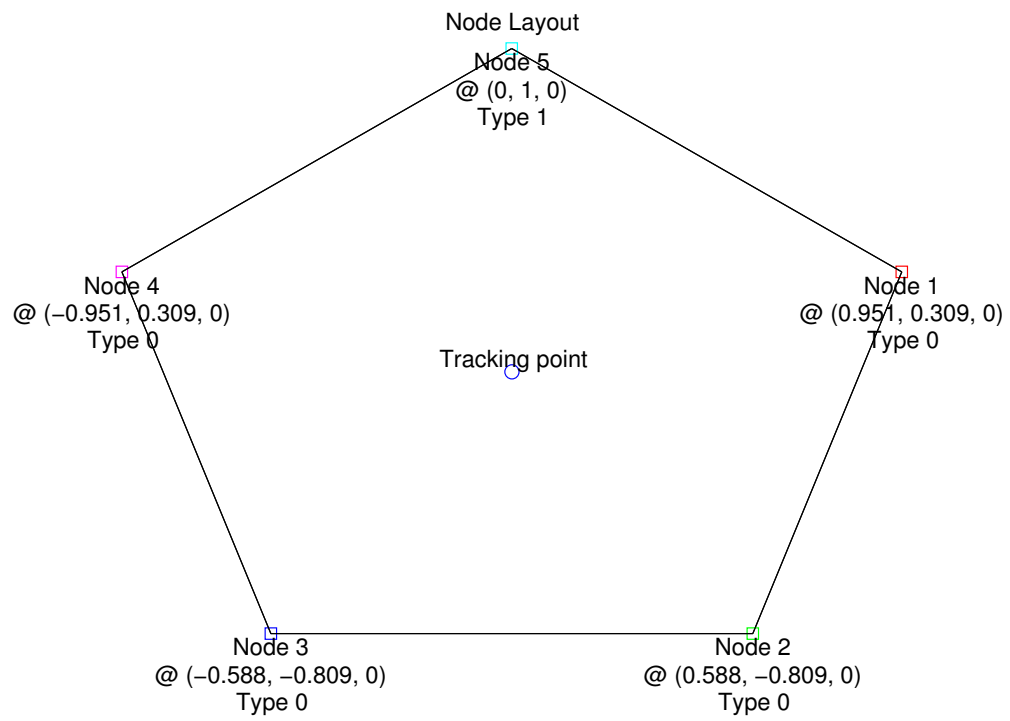 Node Layout
Node 5
@ (0, 1, 0)
Type 1
Node 4
@ (−0.951, 0.309, 0)
Type 0
Node 1
@ (0.951, 0.309, 0)
Type 0
Tracking point
Node 3
@ (−0.588, −0.809, 0)
Type 0
Node 2
@ (0.588, −0.809, 0)
Type 0